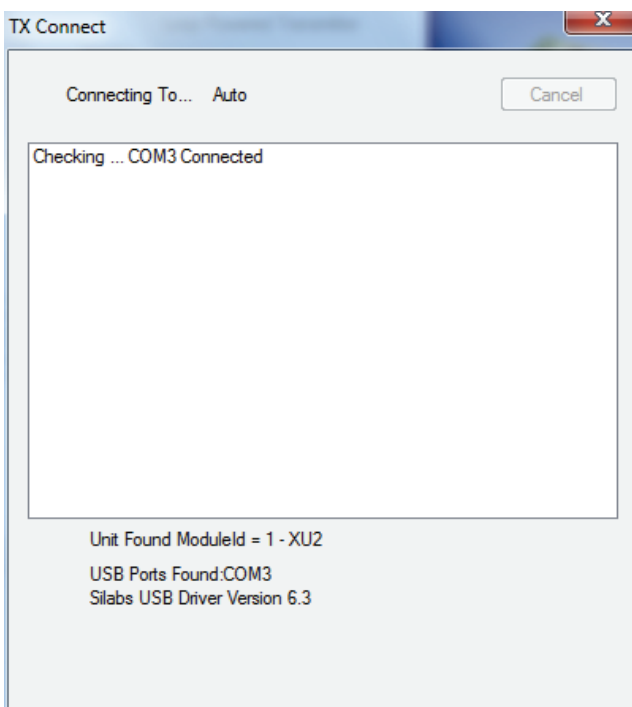 TX Connect
Connecting To... Auto
Cancel
Checking ... COM3 Connected
Unit Found ModuleId = 1 - XU2
USB Ports Found:COM3
Silabs USB Driver Version 6.3